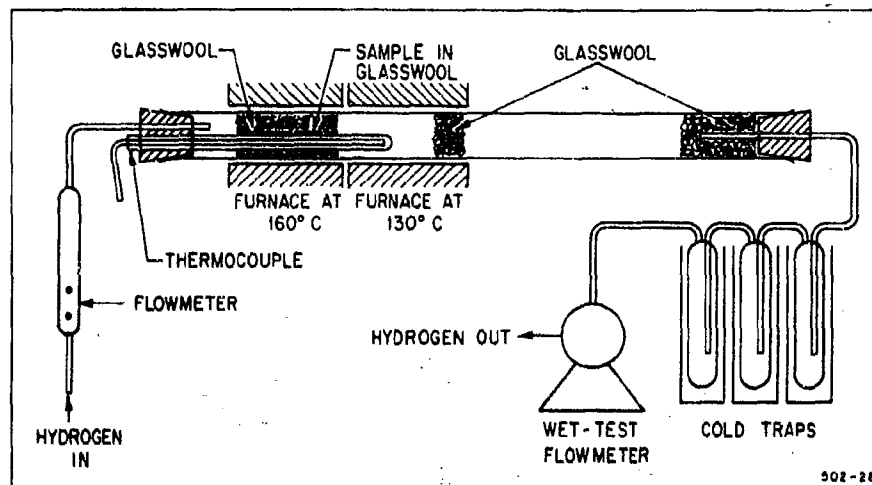 GLASSWOOL
SAMPLE IN
GLASSWOOL
GLASSWOOL
FURNACE AT
160° C
FURNACE AT
130° C
THERMOCOUPLE
FLOWMETER
HYDROGEN
IN
HYDROGEN OUT
WET-TEST
FLOWMETER
COLD TRAPS